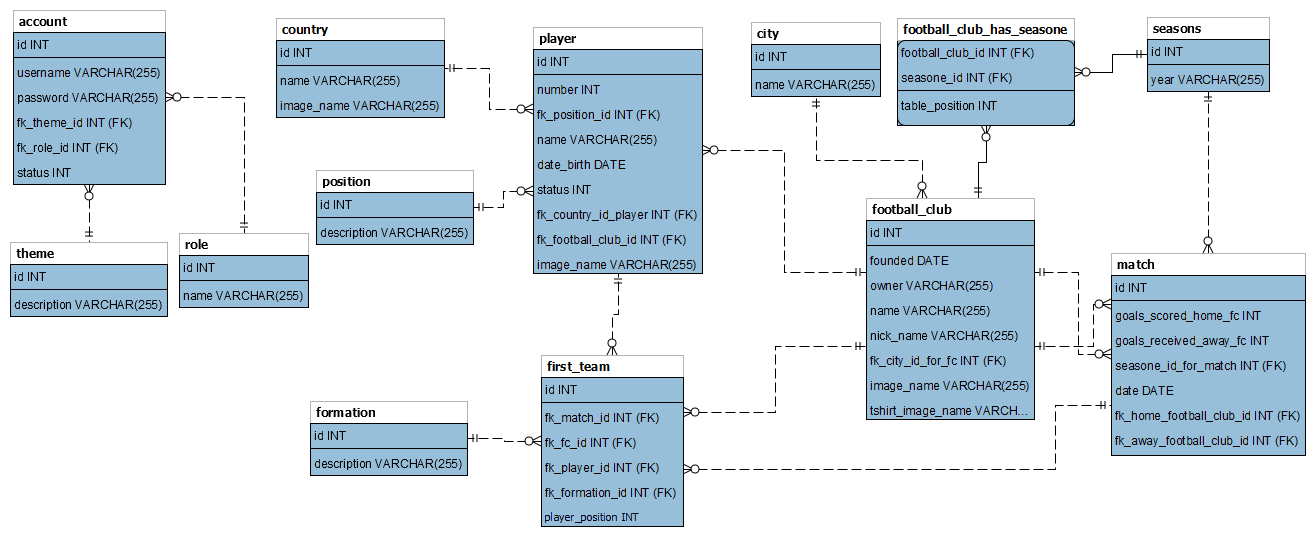 account
id INT
username VARCHAR(255)
password VARCHAR(255)
fk_theme_id INT (FK)
fk_role_id INT (FK)
status INT
theme
id INT
description VARCHAR(255)
role
id INT
name VARCHAR(255)
country
id INT
name VARCHAR(255)
image_name VARCHAR(255)
position
id INT
description VARCHAR(255)
formation
id INT
description VARCHAR(255)
player
id INT
number INT
fk_position_id INT (FK)
name VARCHAR(255)
date_birth DATE
status INT
fk_country_id_player INT (FK)
fk_football_club_id INT (FK)
image_name VARCHAR(255)
first_team
id INT
fk_match_id INT (FK)
fk_fc_id INT (FK)
fk_player_id INT (FK)
fk_formation_id INT (FK)
player_position INT
city
id INT
name VARCHAR(255)
football_club_has_seasone
football_club_id INT (FK)
seasone_id INT (FK)
table_position INT
football_club
id INT
founded DATE
owner VARCHAR(255)
name VARCHAR(255)
nick_name VARCHAR(255)
fk_city_id_for_fc INT (FK)
image_name VARCHAR(255)
tshirt_image_name VARCH...
seasons
id INT
year VARCHAR(255)
match
id INT
goals_scored_home_fc INT
goals_received_away_fc INT
seasone_id_for_match INT (FK)
date DATE
fk_home_football_club_id INT (FK)
fk_away_football_club_id INT (FK)